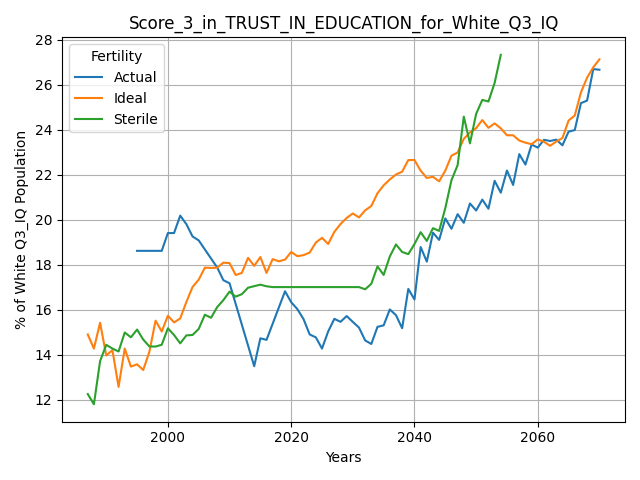 Score_3_in_TRUST_IN_EDUCATION_for_White_Q3_IQ
Fertility
Actual
Ideal
Sterile
% of White Q3_IQ Population
28
26
24
22
20
18
16
14
12
2000
2020
2040
2060
Years